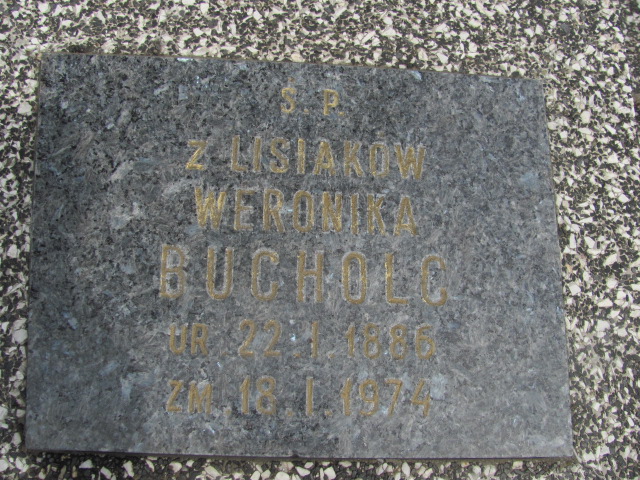 Ś.P.
Z LISIAKÓW
WERONIKA
BUCHOLC
UR. 22.I.1886
ZM. 18.I.1974